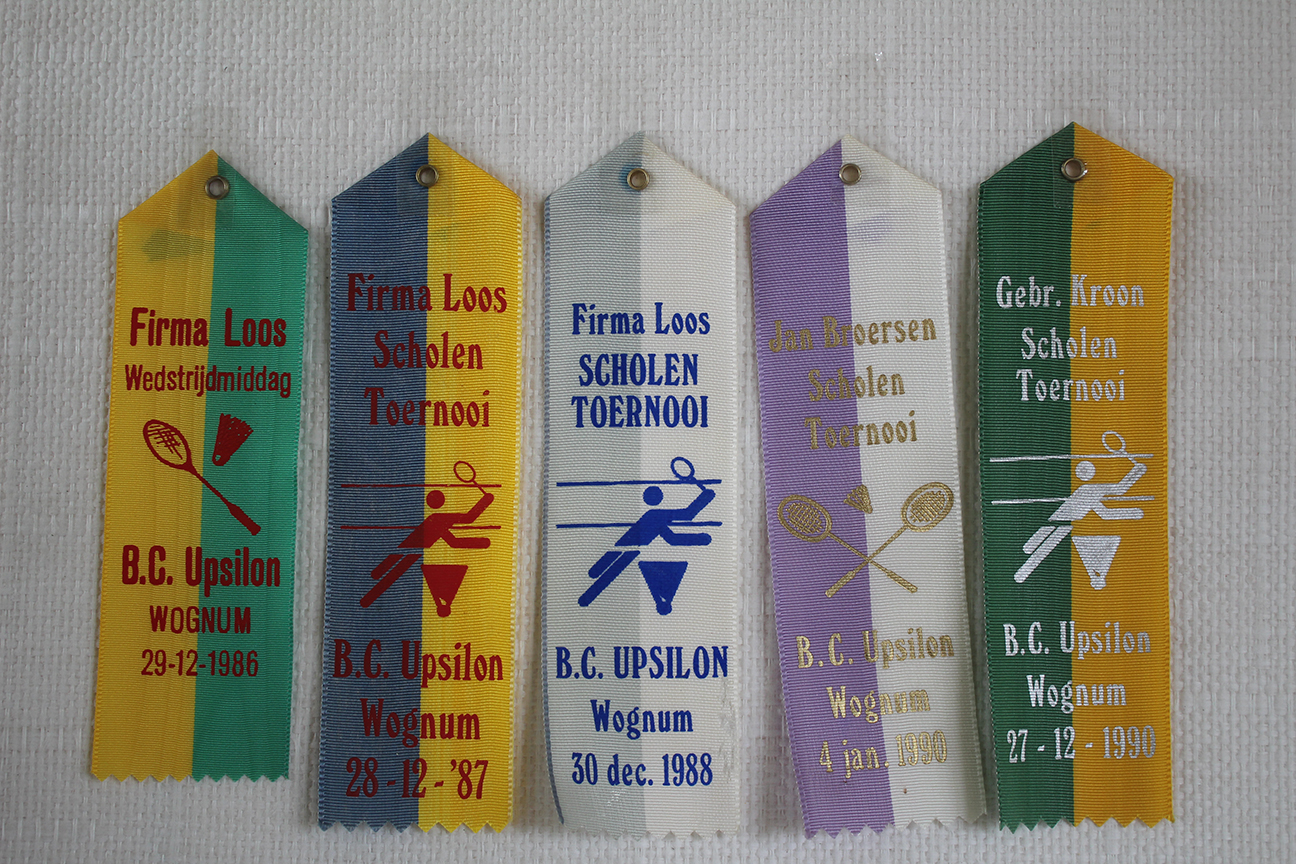 Firma Loos
Wedstrijdmiddag
B.C. Upsilon
WOGNUM
29-12-1986
Firma Loos
Scholen
Toernooi
B.C. Upsilon
Wognum
28-12-'87
Firma Loos
SCHOLEN
TOERNOOI
B.C. UPSILON
Wognum
30 dec. 1988
Jan Broersen
Scholen
Toernooi
B.C. Upsilon
Wognum
4 jan. 1990
Gebr. Kroon
Scholen
Toernooi
B.C. Upsilon
Wognum
27-12-1990